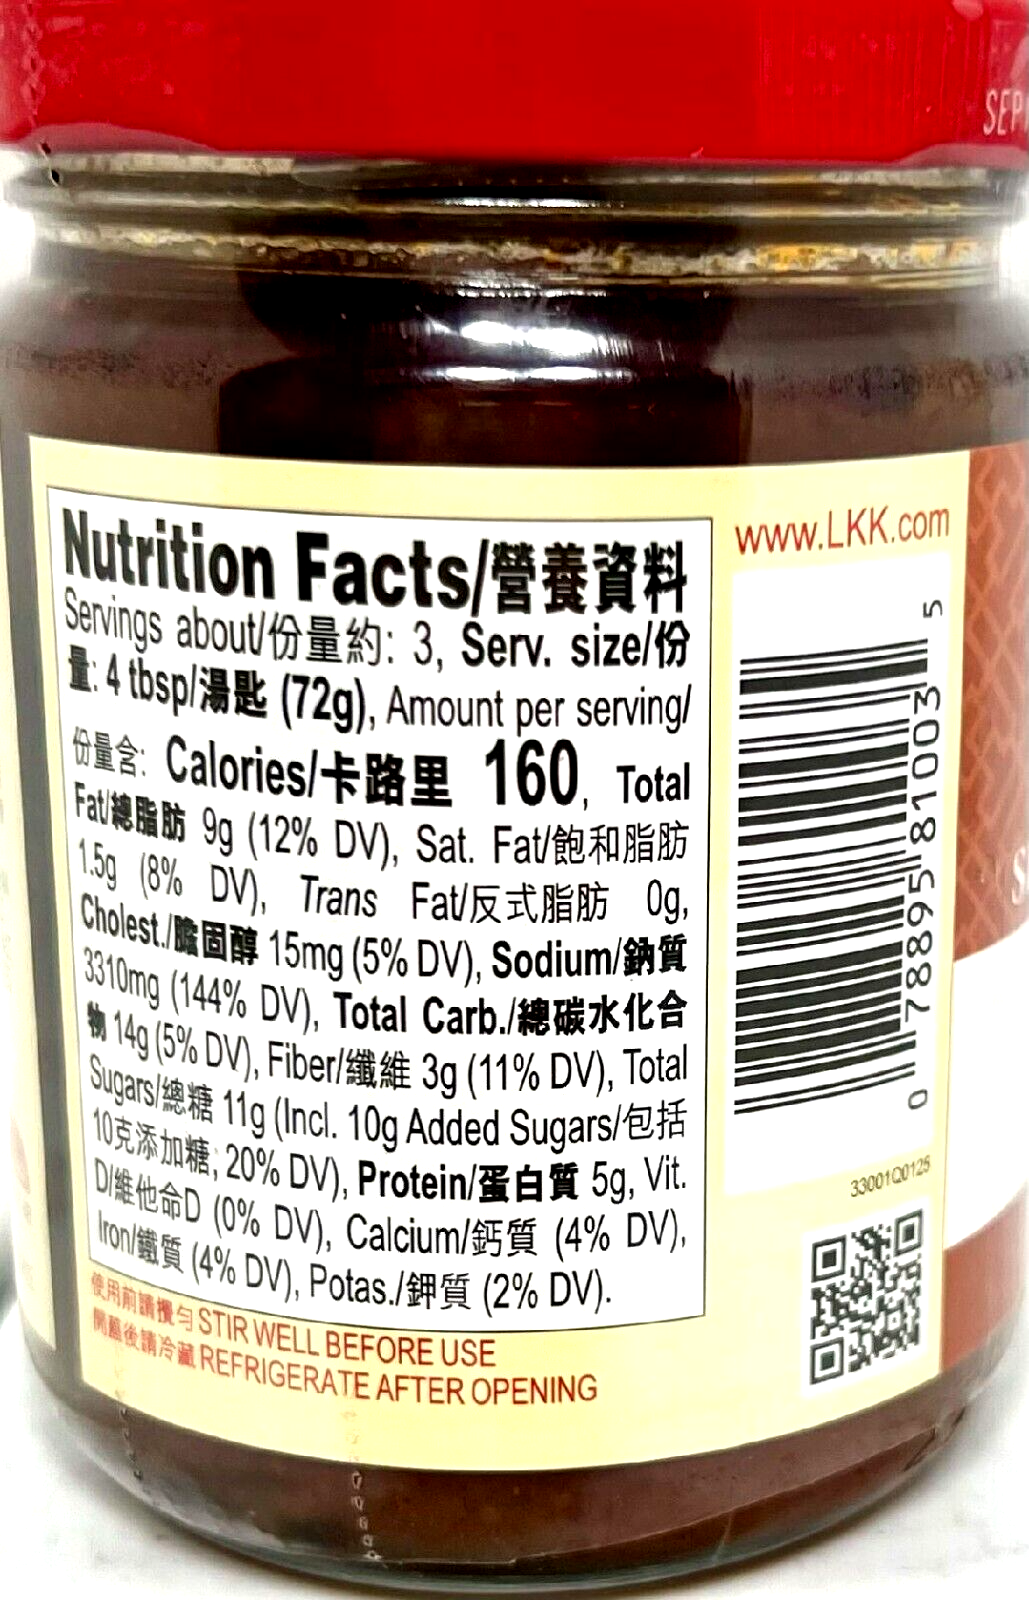 SEP
Nutrition Facts/營養資料
Servings about/份量約: 3, Serv. size/份
量: 4 tbsp/湯匙 (72g), Amount per serving/
份量含: Calories/卡路里 160, Total
Fat/總脂肪 9g (12% DV), Sat. Fat/飽和脂肪
1.5g (8% DV), Trans Fat/反式脂肪 0g,
Cholest./膽固醇 15mg (5% DV), Sodium/鈉質
3310mg (144% DV), Total Carb./總碳水化合
物 14g (5% DV), Fiber/纖維 3g (11% DV), Total
Sugars/總糖 11g (Incl. 10g Added Sugars/包括
10克添加糖, 20% DV), Protein/蛋白質 5g, Vit.
D/維他命D (0% DV), Calcium/鈣質 (4% DV),
Iron/鐵質 (4% DV), Potas./鉀質 (2% DV).
使用前請攪勻 STIR WELL BEFORE USE
開蓋後請冷藏 REFRIGERATE AFTER OPENING
www.LKK.com
0 78895 81003 5
33001Q0125
S